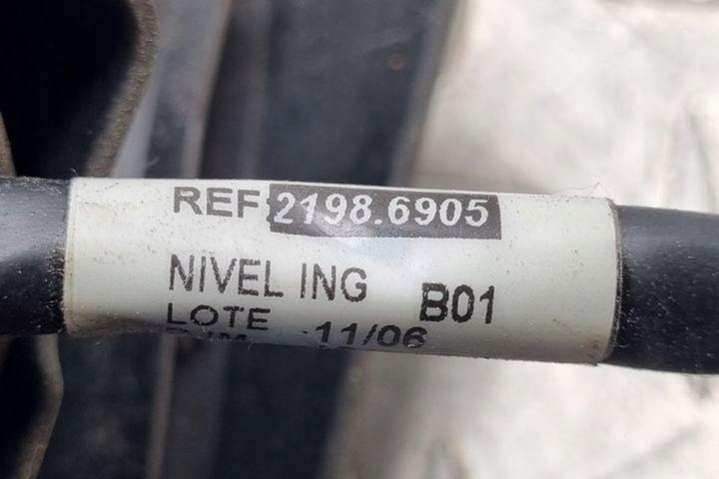 REF:2198.6905
NIVEL ING B01
LOTE
11/06